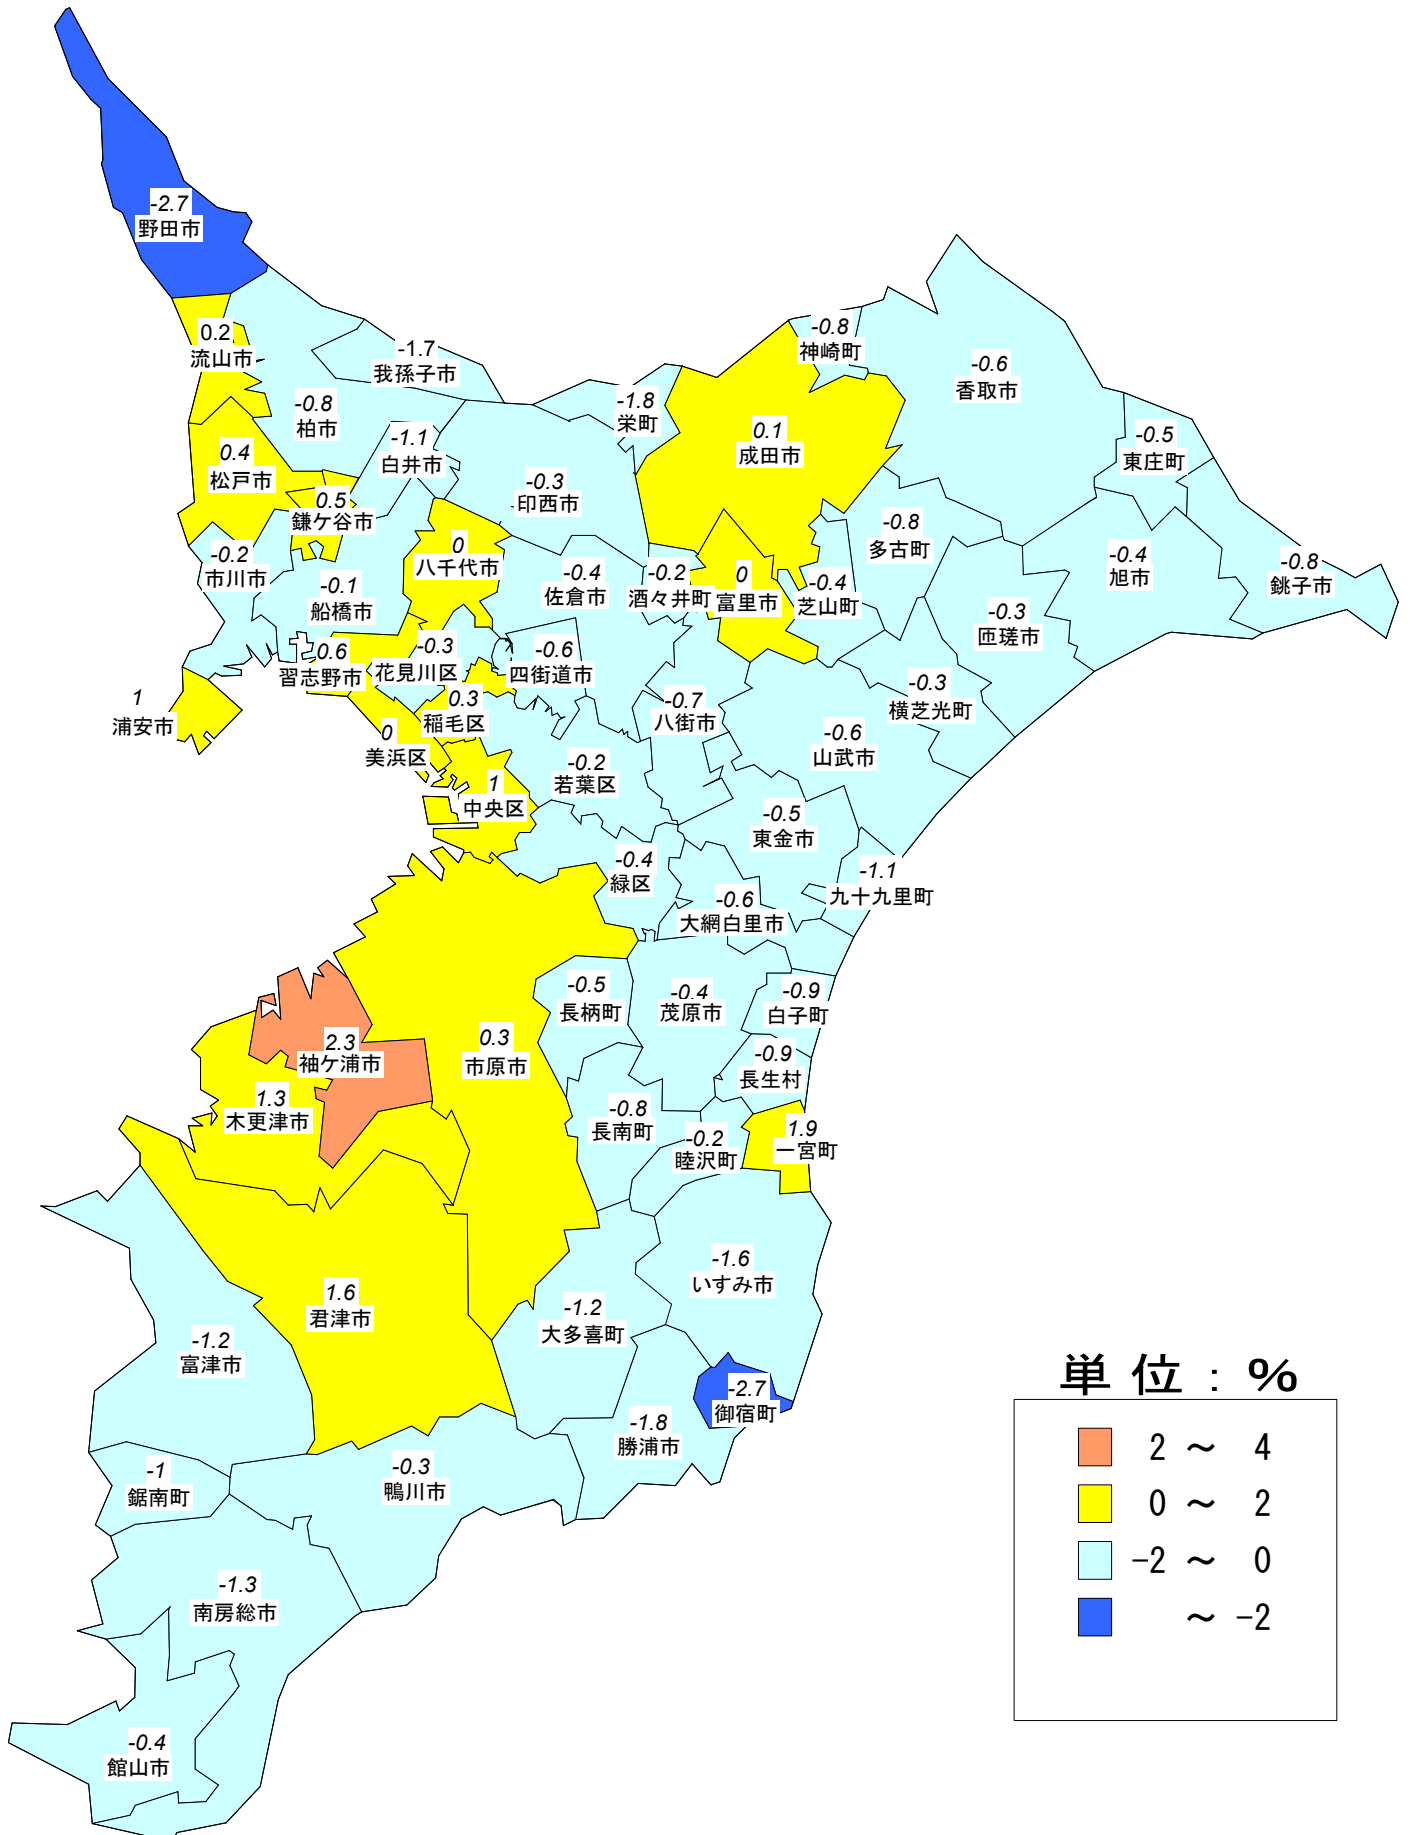 -2.7
野田市
0.2
流山市
-1.7
我孫子市
-0.8
柏市
-1.1
白井市
0.4
松戸市
0.5
鎌ケ谷市
-0.2
市川市
-0.1
船橋市
0
八千代市
-0.3
印西市
-1.8
栄町
0.1
成田市
-0.8
神崎町
-0.6
香取市
-0.5
東庄町
-0.8
銚子市
-0.4
旭市
-0.8
多古町
-0.3
匝瑳市
-0.4
芝山町
0
富里市
-0.2
酒々井町
-0.4
佐倉市
-0.6
四街道市
-0.3
花見川区
0.6
習志野市
1
浦安市
0
美浜区
0.3
稲毛区
1
中央区
-0.2
若葉区
-0.7
八街市
-0.6
山武市
-0.3
横芝光町
-0.5
東金市
-1.1
九十九里町
-0.4
緑区
-0.6
大網白里市
-0.9
白子町
-0.4
茂原市
-0.5
長柄町
-0.9
長生村
0.3
市原市
2.3
袖ケ浦市
1.3
木更津市
-0.8
長南町
-0.2
睦沢町
1.9
一宮町
-1.6
いすみ市
-1.2
大多喜町
1.6
君津市
-1.2
富津市
-2.7
御宿町
-1.8
勝浦市
-0.3
鴨川市
-1
鋸南町
-1.3
南房総市
-0.4
館山市
単位：%
2 ～ 4
0 ～ 2
-2 ～ 0
～ -2